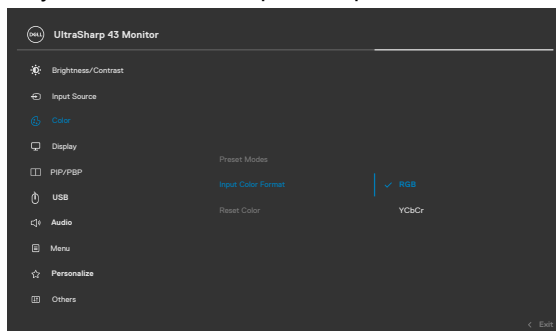 DELL UltraSharp 43 Monitor
Brightness/Contrast
Input Source
Color
Display
Preset Modes
PIP/PBP
Input Color Format ✓ RGB
USB
Reset Color YCbCr
Audio
Menu
Personalize
Others
< Exit